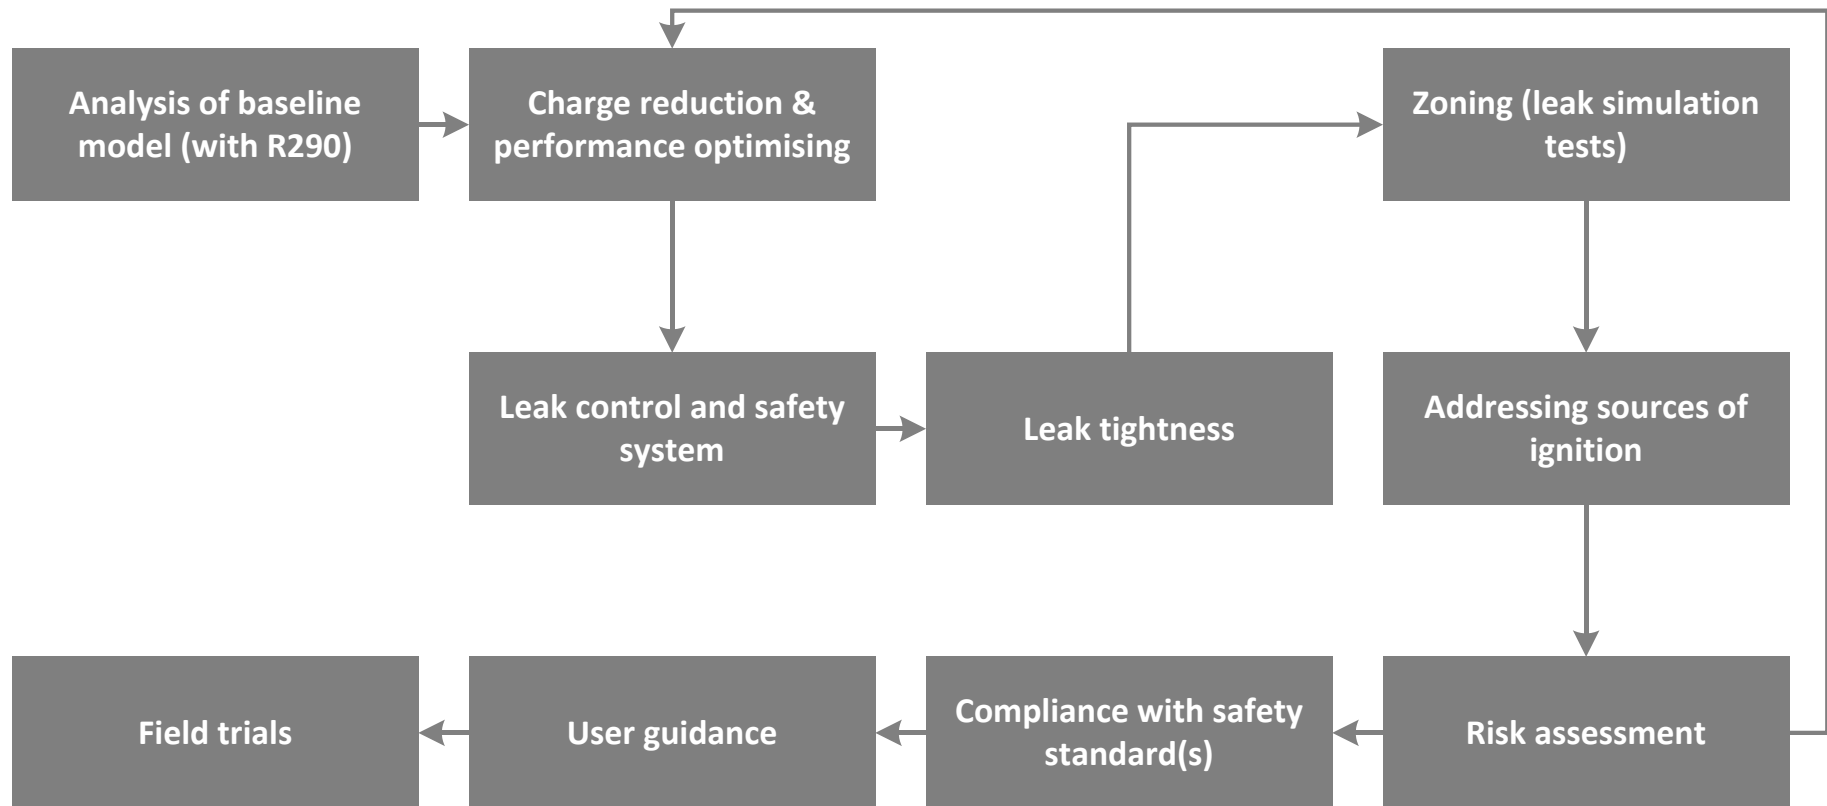 Analysis of baseline
model (with R290)
Charge reduction &
performance optimising
Zoning (leak simulation
tests)
Leak control and safety
system
Leak tightness
Addressing sources of
ignition
Field trials
User guidance
Compliance with safety
standard(s)
Risk assessment